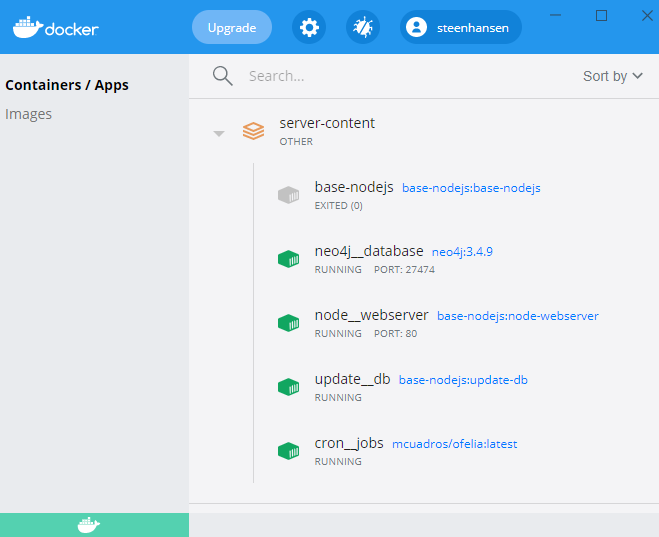 docker
Upgrade
steenhansen
Containers / Apps
Images
Search...
Sort by
server-content
OTHER
base-nodejs base-nodejs:base-nodejs
EXITED (0)
neo4j__database neo4j:3.4.9
RUNNING PORT: 27474
node__webserver base-nodejs:node-webserver
RUNNING PORT: 80
update__db base-nodejs:update-db
RUNNING
cron__jobs mcuadros/ofelia:latest
RUNNING